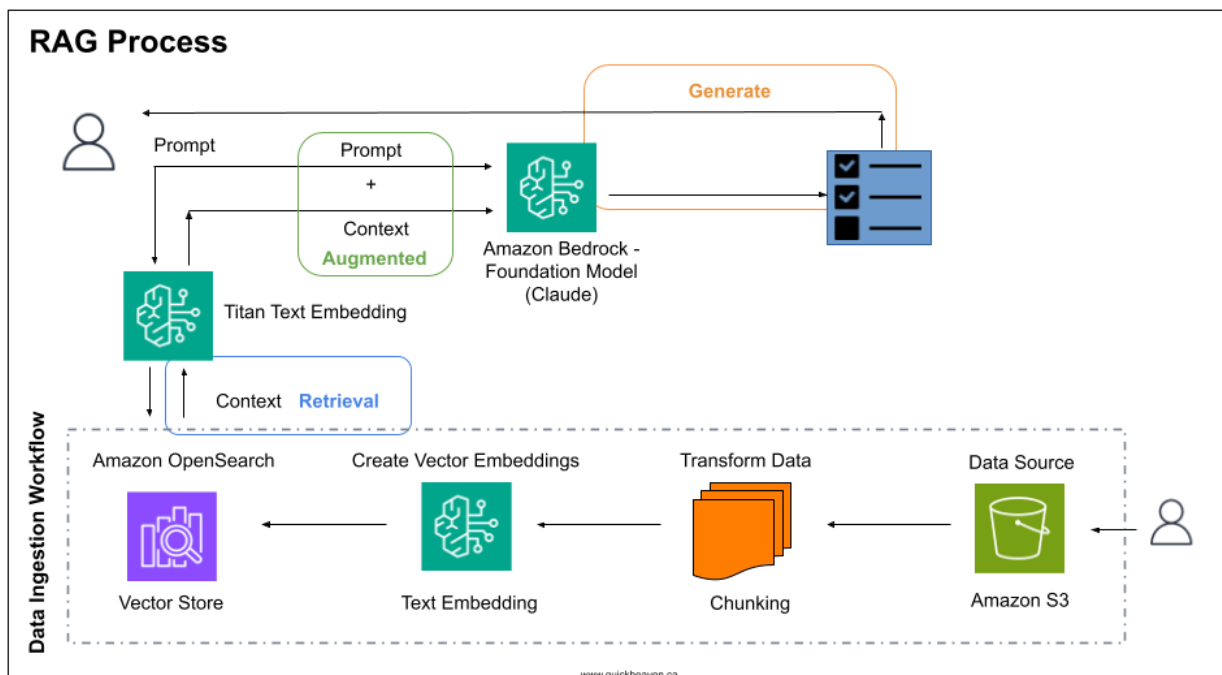 RAG Process
Generate
Prompt
Prompt
+
Context
Augmented
Amazon Bedrock -
Foundation Model
(Claude)
Titan Text Embedding
Context Retrieval
Data Ingestion Workflow
Amazon OpenSearch
Create Vector Embeddings
Transform Data
Data Source
Vector Store
Text Embedding
Chunking
Amazon S3